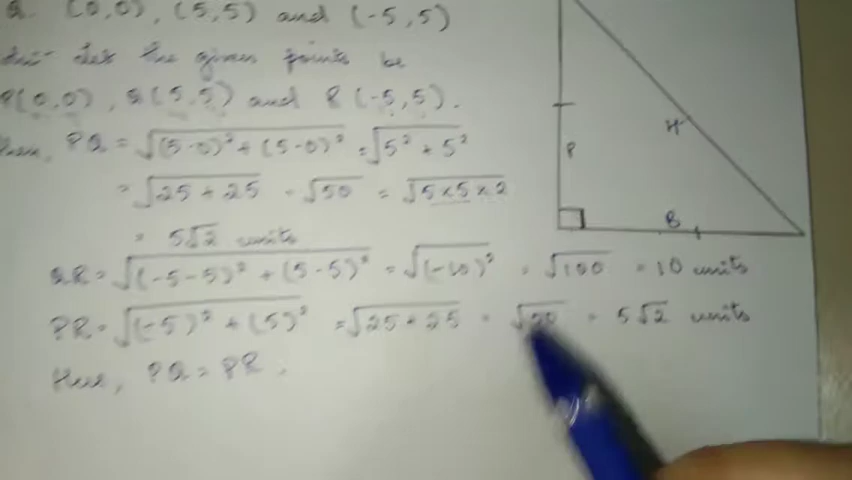 Q. (0,0), (5,5) and (-5,5)
let the given points be
P(0,0), Q(5,5) and R(-5,5).
Then, PQ = √(5-0)² + (5-0)² = √5² + 5²
= √25 + 25 = √50 = √5×5×2
= 5√2 units
QR = √(-5-5)² + (5-5)² = √(-10)² = √100 = 10 units
PR = √(-5)² + (5)² = √25+25 = √50 = 5√2 units
Here, PQ = PR,
P
H
B